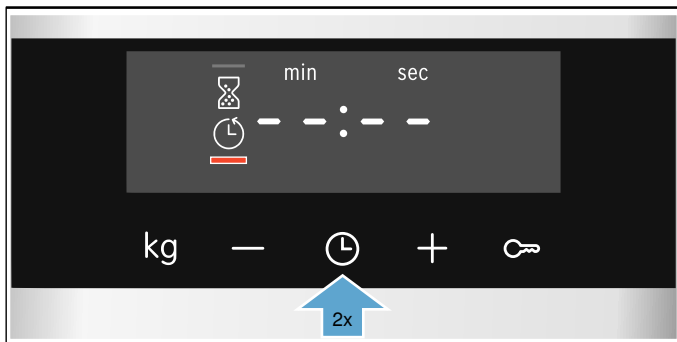 min sec
– – : – –
kg – +
2x